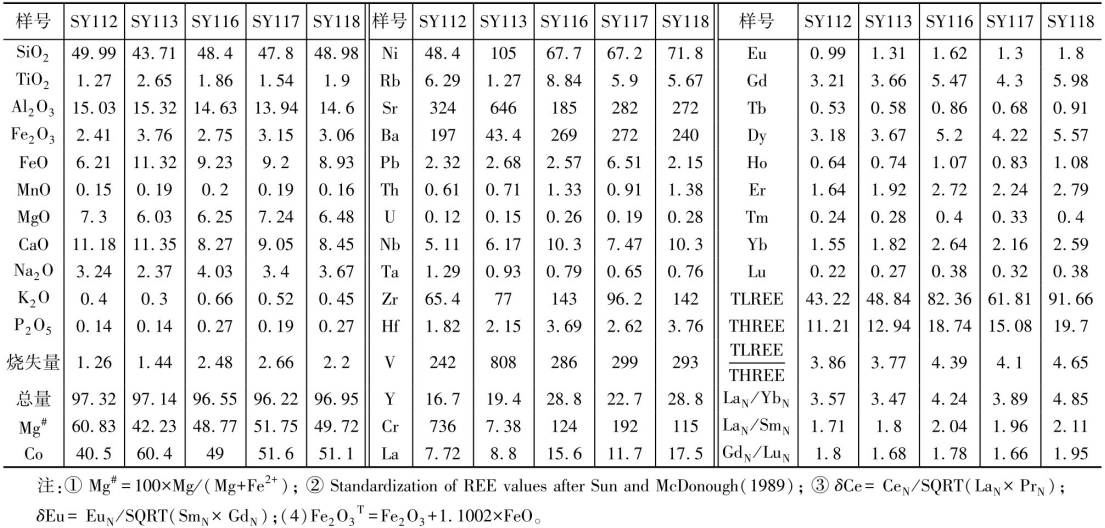 样号 SY112 SY113 SY116 SY117 SY118 样号 SY112 SY113 SY116 SY117 SY118 样号 SY112 SY113 SY116 SY117 SY118
SiO₂ 49.99 43.71 48.4 47.8 48.98 Ni 48.4 105 67.7 67.2 71.8 Eu 0.99 1.31 1.62 1.3 1.8
TiO₂ 1.27 2.65 1.86 1.54 1.9 Rb 6.29 1.27 8.84 5.9 5.67 Gd 3.21 3.66 5.47 4.3 5.98
Al₂O₃ 15.03 15.32 14.63 13.94 14.6 Sr 324 646 185 282 272 Tb 0.53 0.58 0.86 0.68 0.91
Fe₂O₃ 2.41 3.76 2.75 3.15 3.06 Ba 197 43.4 269 272 240 Dy 3.18 3.67 5.2 4.22 5.57
FeO 6.21 11.32 9.23 9.2 8.93 Pb 2.32 2.68 2.57 6.51 2.15 Ho 0.64 0.74 1.07 0.83 1.08
MnO 0.15 0.19 0.2 0.19 0.16 Th 0.61 0.71 1.33 0.91 1.38 Er 1.64 1.92 2.72 2.24 2.79
MgO 7.3 6.03 6.25 7.24 6.48 U 0.12 0.15 0.26 0.19 0.28 Tm 0.24 0.28 0.4 0.33 0.4
CaO 11.18 11.35 8.27 9.05 8.45 Nb 5.11 6.17 10.3 7.47 10.3 Yb 1.55 1.82 2.64 2.16 2.59
Na₂O 3.24 2.37 4.03 3.4 3.67 Ta 1.29 0.93 0.79 0.65 0.76 Lu 0.22 0.27 0.38 0.32 0.38
K₂O 0.4 0.3 0.66 0.52 0.45 Zr 65.4 77 143 96.2 142 TLREE 43.22 48.84 82.36 61.81 91.66
P₂O₅ 0.14 0.14 0.27 0.19 0.27 Hf 1.82 2.15 3.69 2.62 3.76 THREE 11.21 12.94 18.74 15.08 19.7
烧失量 1.26 1.44 2.48 2.66 2.2 V 242 808 286 299 293 TLREE/THREE 3.86 3.77 4.39 4.1 4.65
总量 97.32 97.14 96.55 96.22 96.95 Y 16.7 19.4 28.8 22.7 28.8 La_N/Yb_N 3.57 3.47 4.24 3.89 4.85
Mg# 60.83 42.23 48.77 51.75 49.72 Cr 736 7.38 124 192 115 La_N/Sm_N 1.71 1.8 2.04 1.96 2.11
Co 40.5 60.4 49 51.6 51.1 La 7.72 8.8 15.6 11.7 17.5 Gd_N/Lu_N 1.8 1.68 1.78 1.66 1.95
注:① Mg#=100×Mg/(Mg+Fe²⁺); ② Standardization of REE values after Sun and McDonough(1989); ③ δCe= Ce_N/SQRT(La_N×Pr_N);
δEu= Eu_N/SQRT(Sm_N×Gd_N);(4)Fe₂O₃ᵀ=Fe₂O₃+1.1002×FeO。